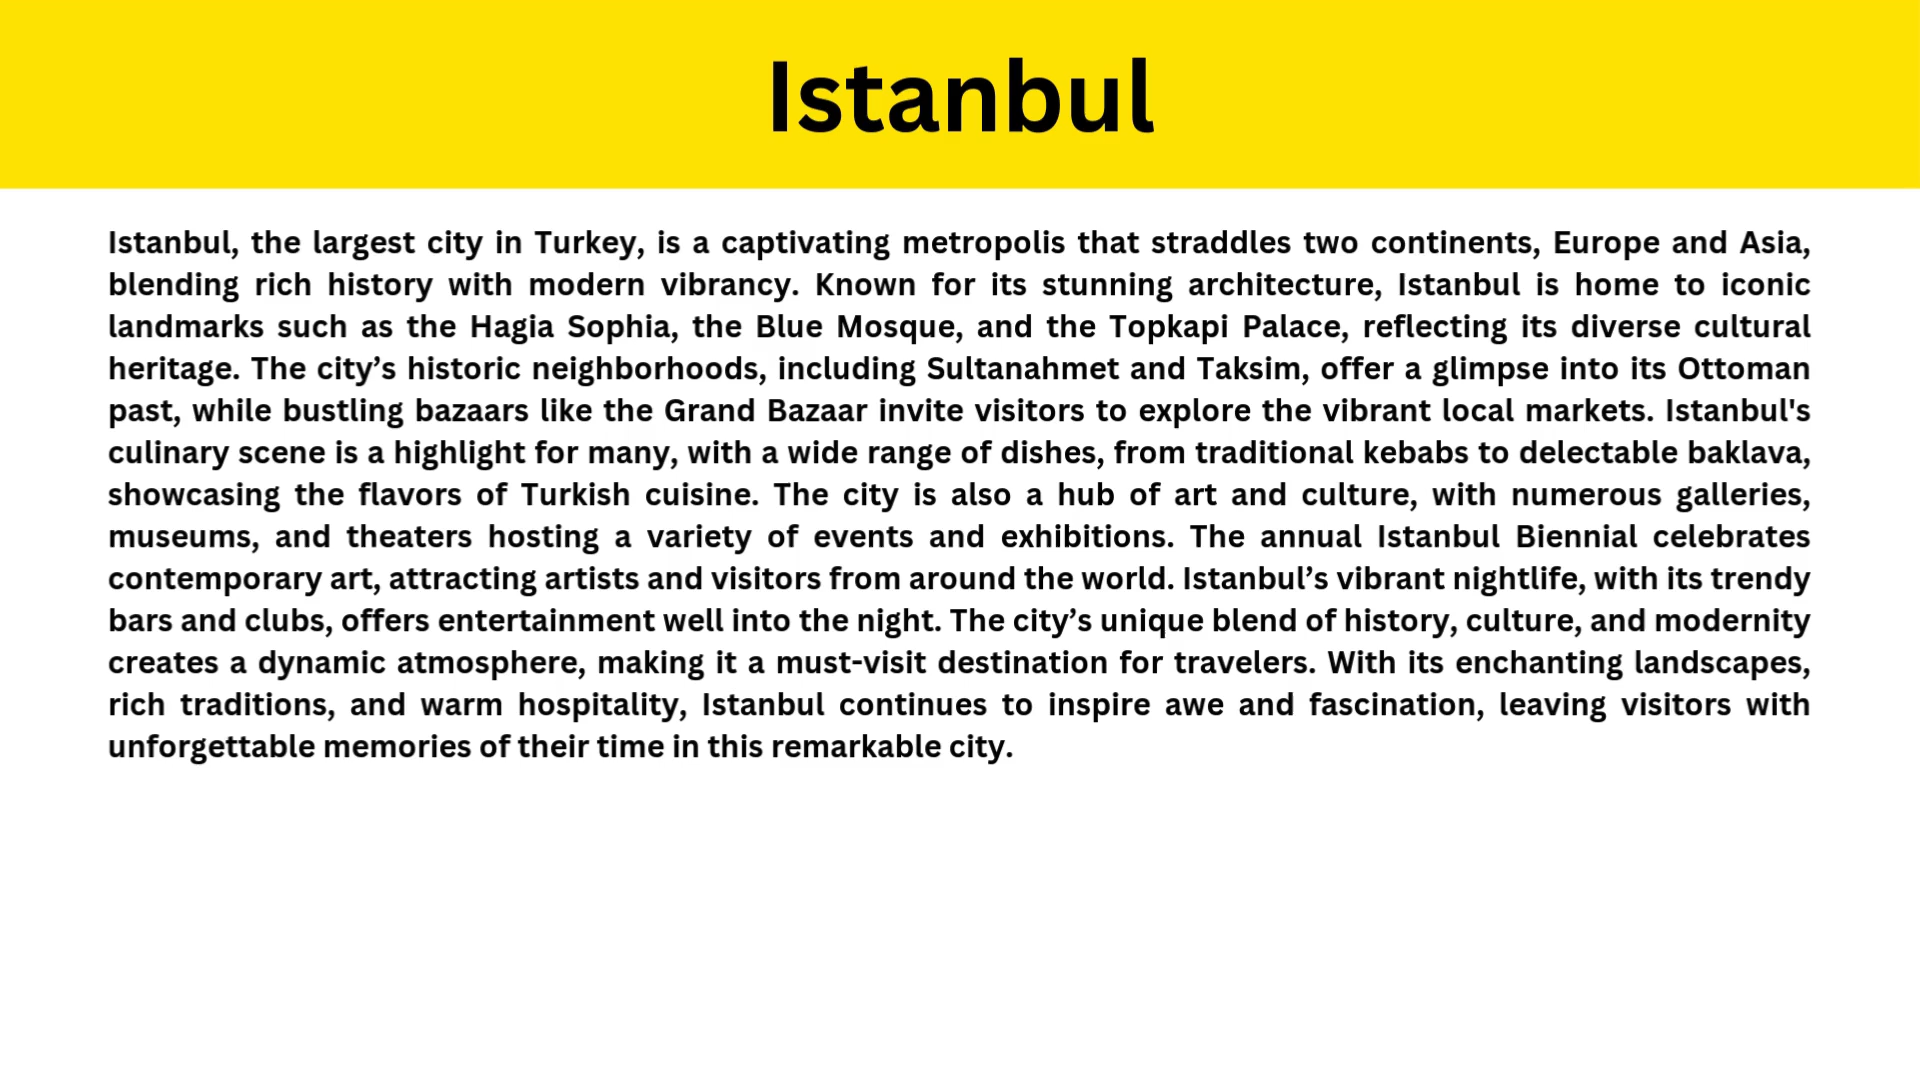 Istanbul
Istanbul, the largest city in Turkey, is a captivating metropolis that straddles two continents, Europe and Asia,
blending rich history with modern vibrancy. Known for its stunning architecture, Istanbul is home to iconic
landmarks such as the Hagia Sophia, the Blue Mosque, and the Topkapi Palace, reflecting its diverse cultural
heritage. The city’s historic neighborhoods, including Sultanahmet and Taksim, offer a glimpse into its Ottoman
past, while bustling bazaars like the Grand Bazaar invite visitors to explore the vibrant local markets. Istanbul's
culinary scene is a highlight for many, with a wide range of dishes, from traditional kebabs to delectable baklava,
showcasing the flavors of Turkish cuisine. The city is also a hub of art and culture, with numerous galleries,
museums, and theaters hosting a variety of events and exhibitions. The annual Istanbul Biennial celebrates
contemporary art, attracting artists and visitors from around the world. Istanbul’s vibrant nightlife, with its trendy
bars and clubs, offers entertainment well into the night. The city’s unique blend of history, culture, and modernity
creates a dynamic atmosphere, making it a must-visit destination for travelers. With its enchanting landscapes,
rich traditions, and warm hospitality, Istanbul continues to inspire awe and fascination, leaving visitors with
unforgettable memories of their time in this remarkable city.